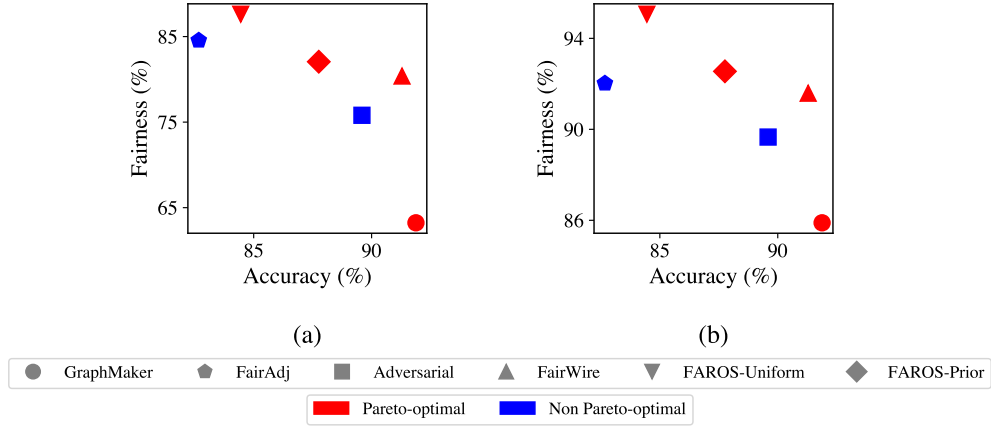 85
75
65
Fairness (%)
85 90
Accuracy (%)
(a)
94
90
86
Fairness (%)
85 90
Accuracy (%)
(b)
GraphMaker FairAdj Adversarial FairWire FAROS-Uniform FAROS-Prior
Pareto-optimal Non Pareto-optimal